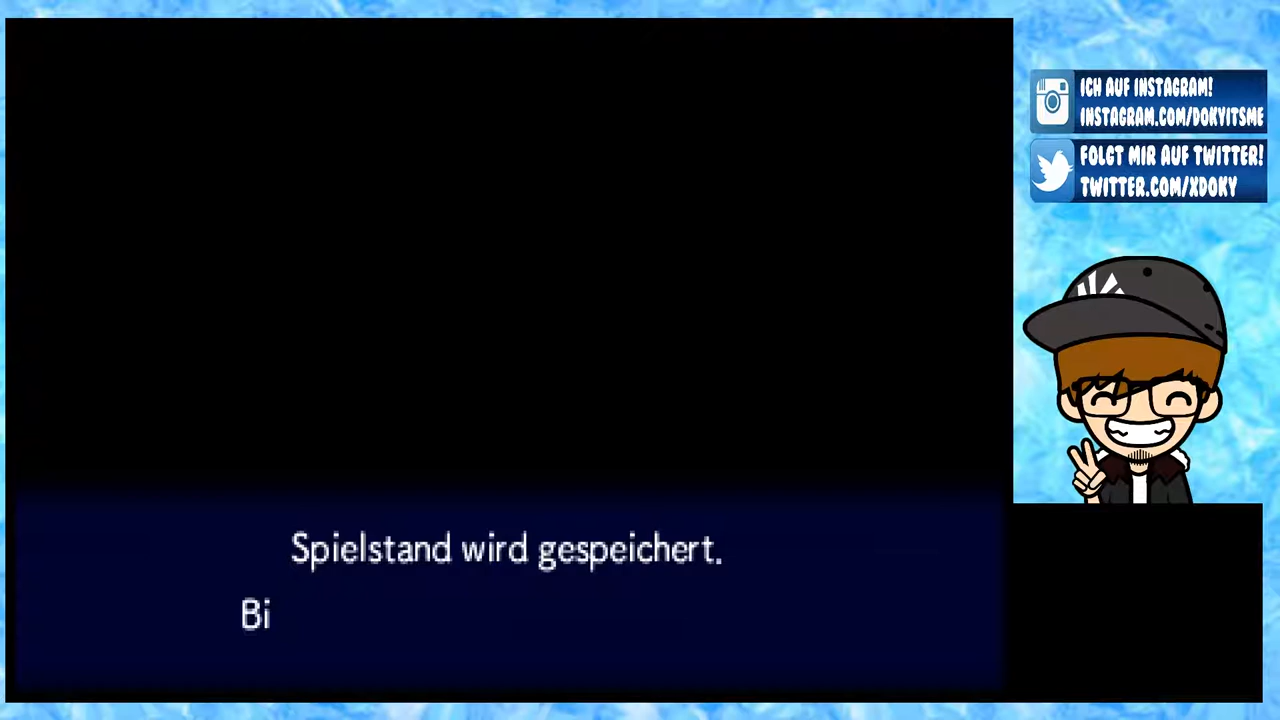 Spielstand wird gespeichert.
Bi
ICH AUF INSTAGRAM!
INSTAGRAM.COM/DOKYITSME
FOLGT MIR AUF TWITTER!
TWITTER.COM/XDOKY